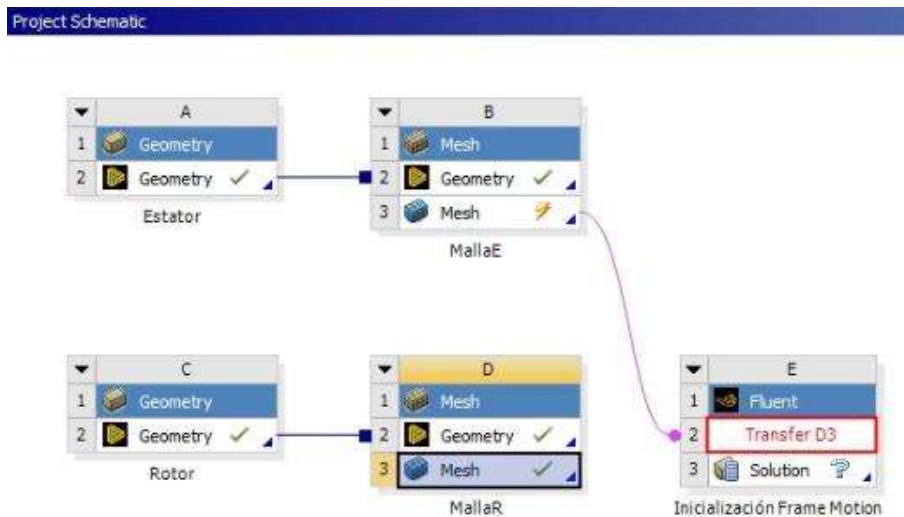 Project Schematic
A
1 Geometry
2 Geometry
Estator
B
1 Mesh
2 Geometry
3 Mesh
MallaE
C
1 Geometry
2 Geometry
Rotor
D
1 Mesh
2 Geometry
3 Mesh
MallaR
E
1 Fluent
2 Transfer D3
3 Solution
Inicialización Frame Motion